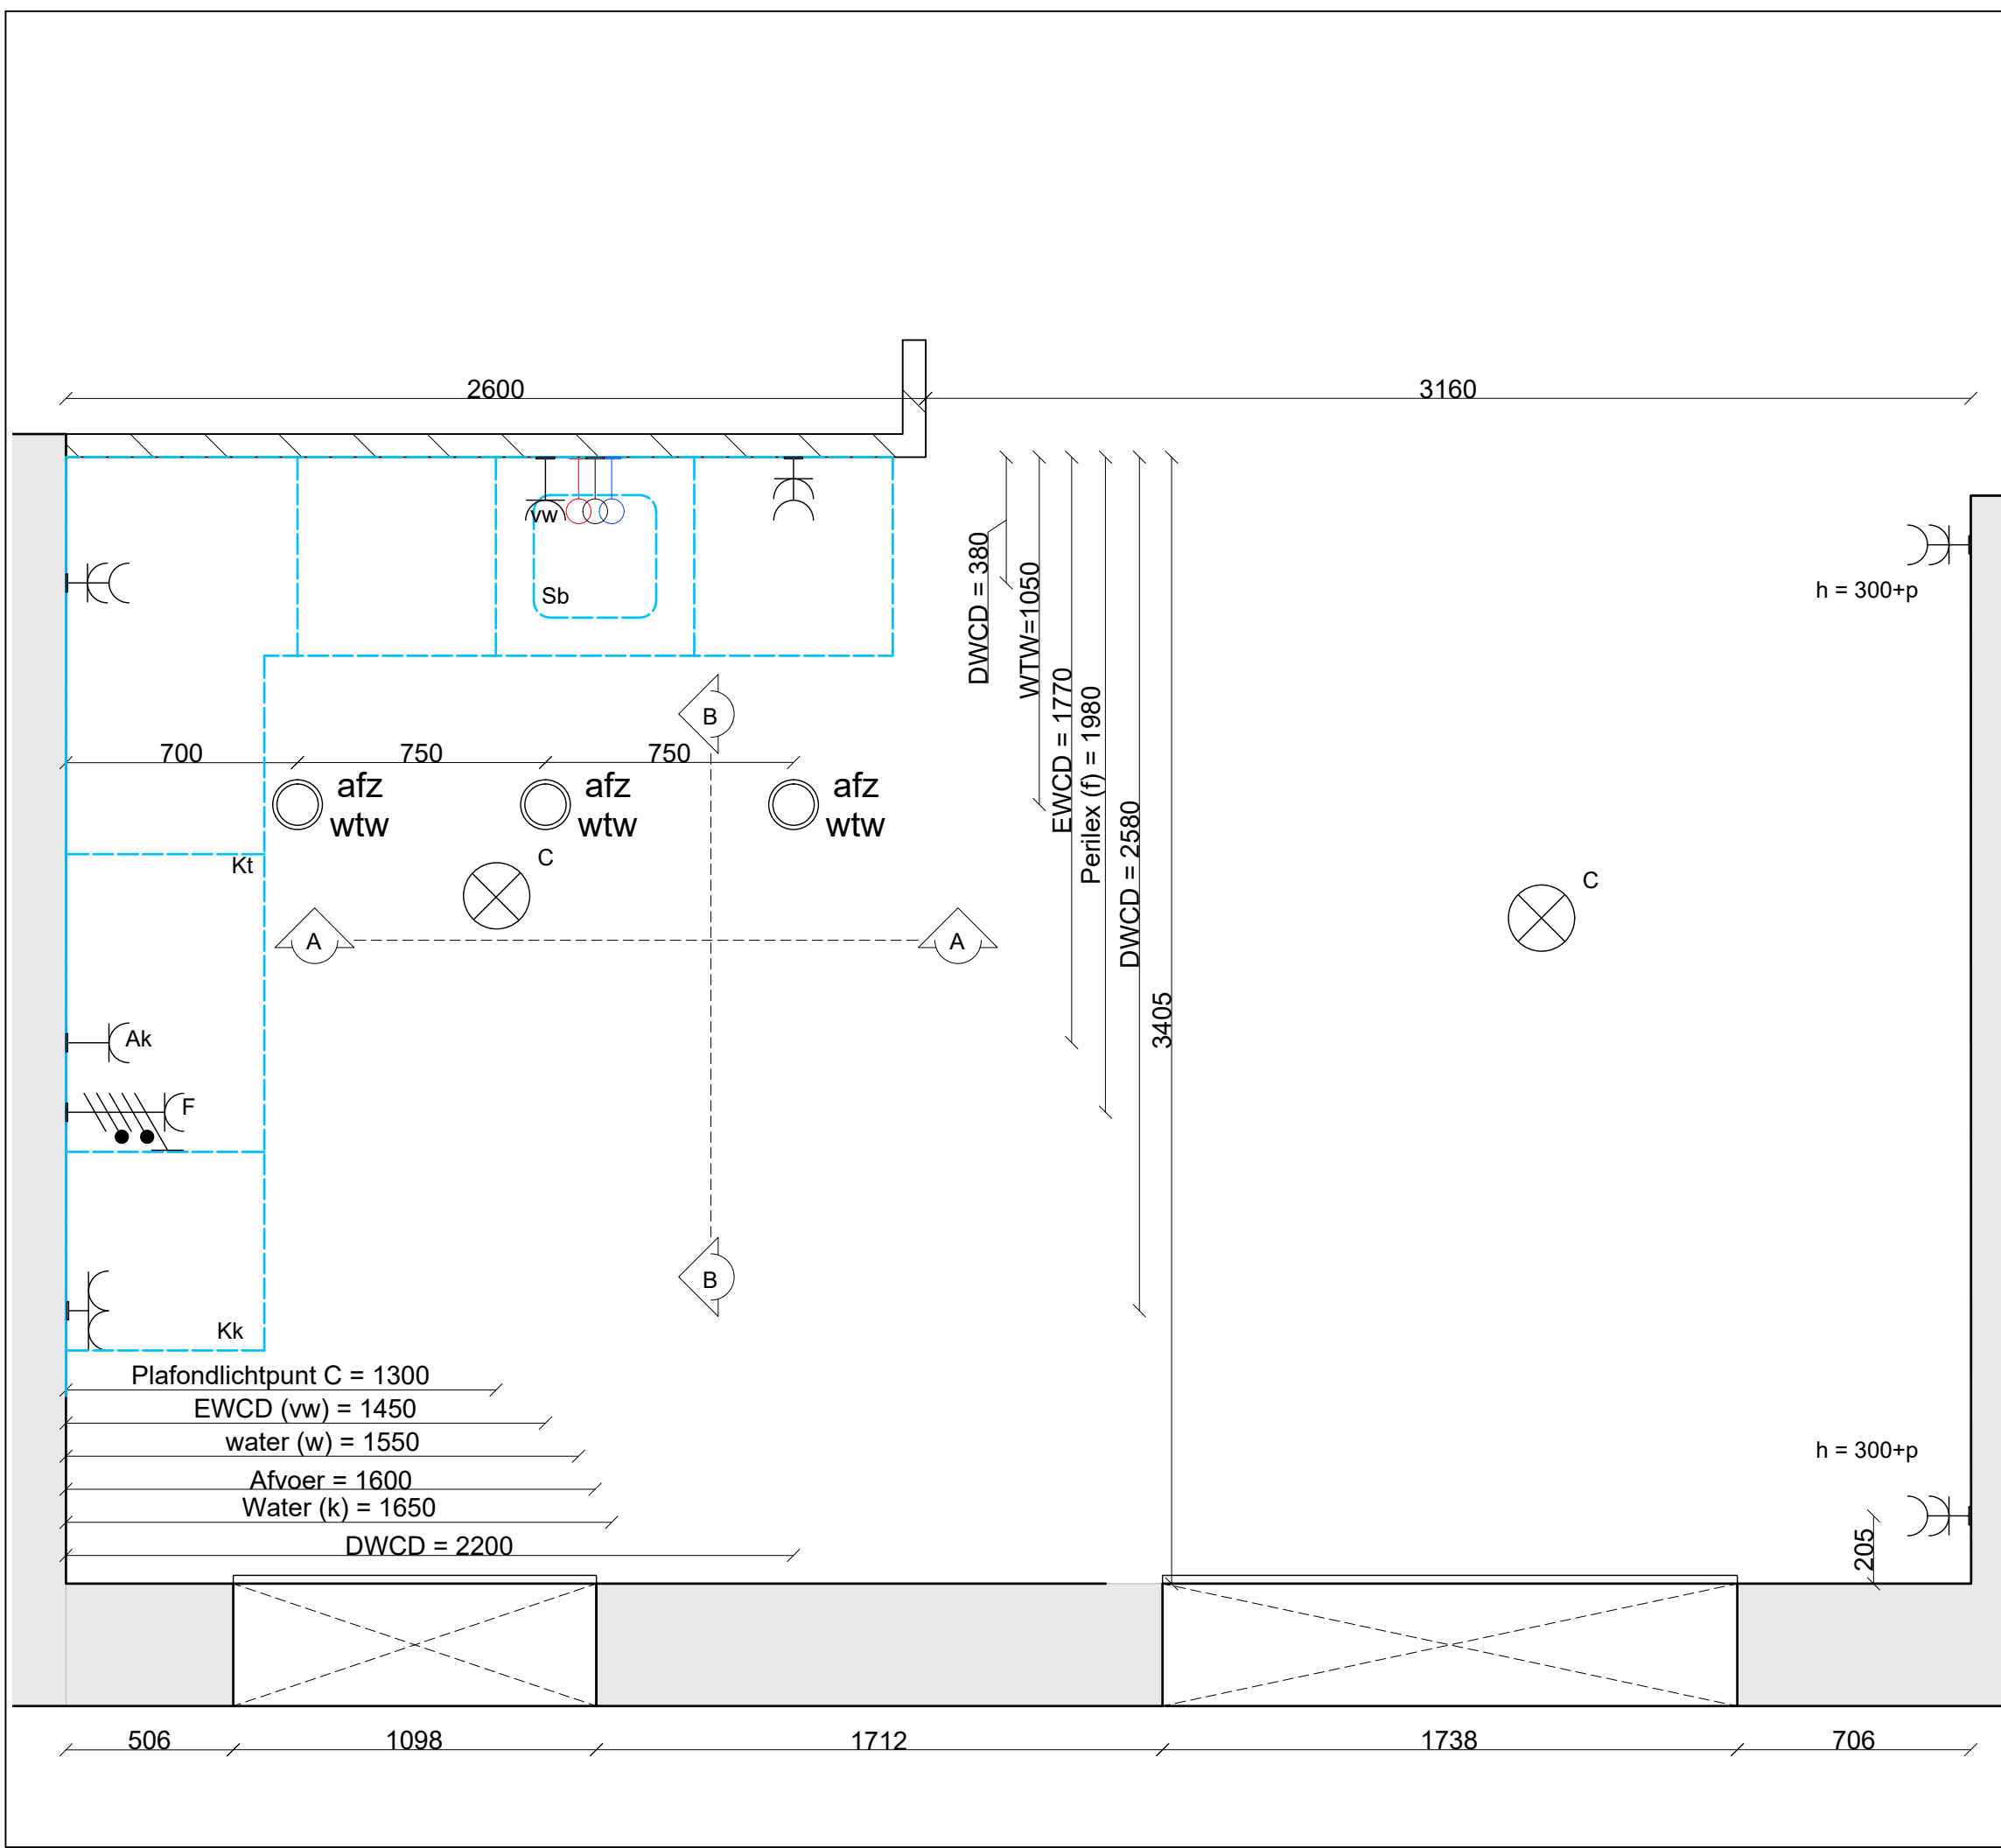 2600
3160
vw
Sb
DWCD = 380
WTW=1050
EWCD = 1770
Perilex (f) = 1980
DWCD = 2580
3405
h = 300+p
B
700
750
750
afz
wtw
afz
wtw
afz
wtw
C
C
Kt
A
A
Ak
F
B
Kk
Plafondlichtpunt C = 1300
EWCD (vw) = 1450
water (w) = 1550
Afvoer = 1600
Water (k) = 1650
DWCD = 2200
h = 300+p
205
506
1098
1712
1738
706